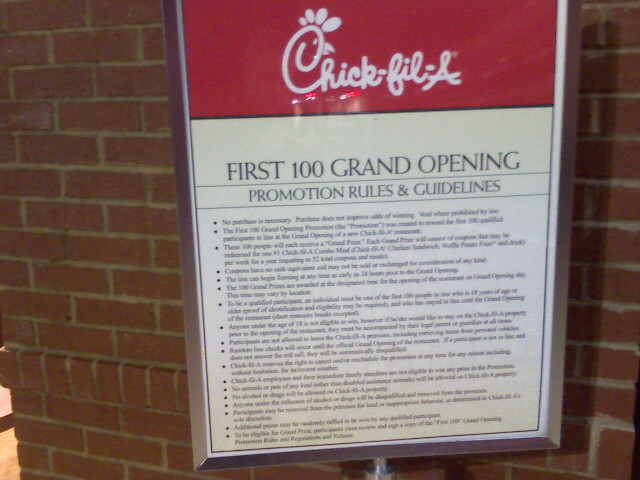 Chick-fil-A®
FIRST 100 GRAND OPENING
PROMOTION RULES & GUIDELINES
• No purchase is necessary. Purchase does not improve odds of winning. Void where prohibited by law.
• The First 100 Grand Opening Promotion (the "Promotion") was created to reward the first 100 qualified
participants in line at the Grand Opening of a new Chick-fil-A® restaurant.
• These 100 people will each receive a "Grand Prize." Each Grand Prize will consist of coupons that may be
redeemed for one #1 Chick-fil-A Combo Meal (Chick-fil-A® Chicken Sandwich, Waffle Potato Fries™ and drink)
per week for a year (equating to 52 total coupons and meals).
• Coupons have no cash equivalent and may not be sold or exchanged for consideration of any kind.
• The line can begin forming at any time as early as 24 hours prior to the Grand Opening.
• The 100 Grand Prizes are awarded at the designated time for the opening of the restaurant on Grand Opening day.
This time may vary by location.
• To be a qualified participant, an individual must be one of the first 100 people in line who is 18 years of age or
older (proof of identification and eligibility may be required), and who has stayed in line until the Grand Opening
of the restaurant (short restroom breaks excepted).
• Anyone under the age of 18 is not eligible to win, however if he/she would like to stay on the Chick-fil-A property
prior to the opening of the restaurant, they must be accompanied by their legal parent or guardian at all times.
• Participants are not allowed to leave the Chick-fil-A premises, including removing items from personal vehicles.
• Random line checks will occur until the official Grand Opening of the restaurant. If a participant is not in line and
does not answer the roll call, they will be automatically disqualified.
• Chick-fil-A reserves the right to cancel and/or reschedule the promotion at any time for any reason including,
without limitation, for inclement weather.
• Chick-fil-A employees and their immediate family members are not eligible to win any prize in the Promotion.
• No animals or pets of any kind (other than disabled assistance animals) will be allowed on Chick-fil-A property.
• No alcohol or drugs will be allowed on Chick-fil-A property.
• Anyone under the influence of alcohol or drugs will be disqualified and removed from the premises.
• Participants may be removed from the premises for lewd or inappropriate behavior, as determined in Chick-fil-A's
sole discretion.
• Additional prizes may be randomly raffled to be won by any qualified participant.
• To be eligible for Grand Prize, participants must review and sign a copy of the "First 100" Grand Opening
Promotion Rules and Regulations and Release.